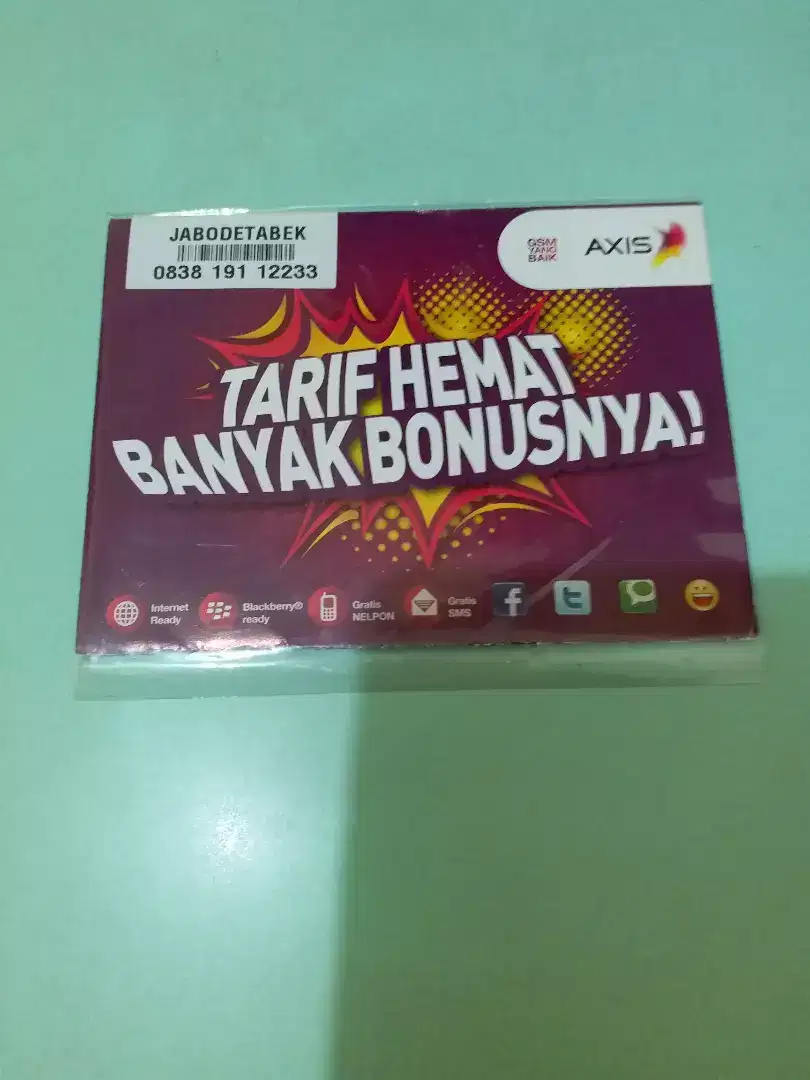 JABODETABEK
0838 191 12233
GSM
YANG
BAIK
AXIS
TARIF HEMAT
BANYAK BONUSNYA!
Internet
Ready
Blackberry®
ready
Gratis
NELPON
Gratis
SMS